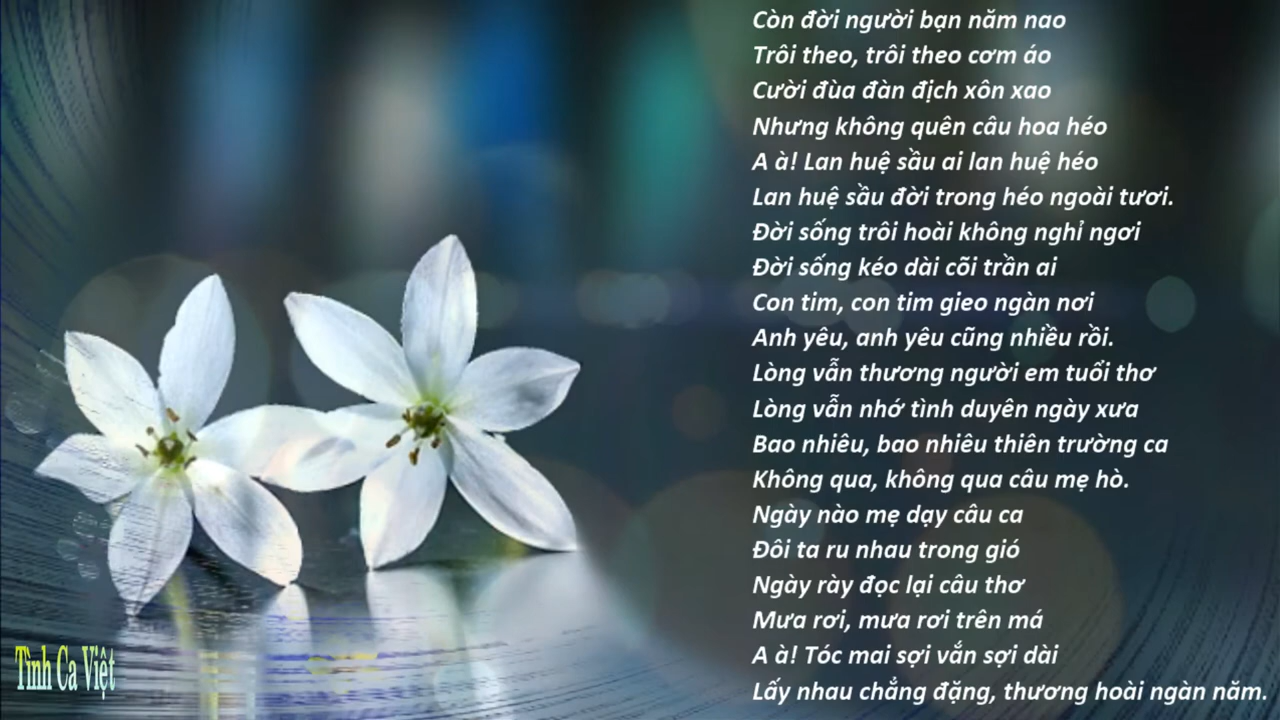 Còn đời người bạn năm nao
Trôi theo, trôi theo cơm áo
Cười đùa đàn địch xôn xao
Nhưng không quên câu hoa héo
A à! Lan huệ sầu ai lan huệ héo
Lan huệ sầu đời trong héo ngoài tươi.
Đời sống trôi hoài không nghỉ ngơi
Đời sống kéo dài cõi trần ai
Con tim, con tim gieo ngàn nơi
Anh yêu, anh yêu cũng nhiều rồi.
Lòng vẫn thương người em tuổi thơ
Lòng vẫn nhớ tình duyên ngày xưa
Bao nhiêu, bao nhiêu thiên trường ca
Không qua, không qua câu mẹ hò.
Ngày nào mẹ dạy câu ca
Đôi ta ru nhau trong gió
Ngày rày đọc lại câu thơ
Mưa rơi, mưa rơi trên má
A à! Tóc mai sợi vắn sợi dài
Lấy nhau chẳng đặng, thương hoài ngàn năm.
Tình Ca Việt